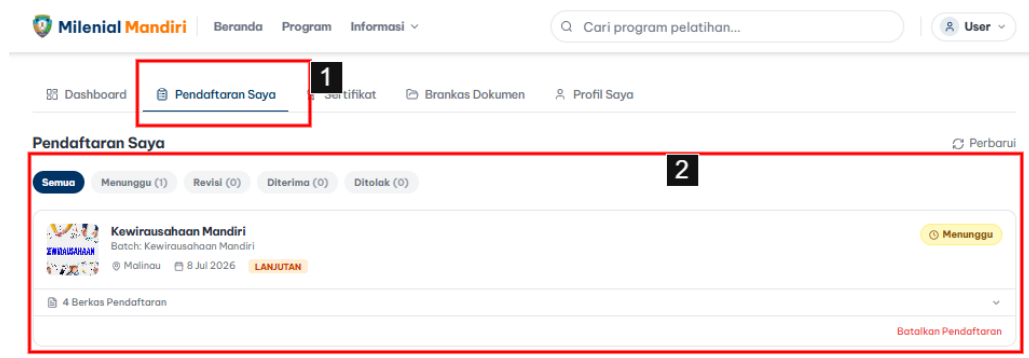 Milenial Mandiri Beranda Program Informasi Cari program pelatihan... User
1
Dashboard Pendaftaran Saya Sertifikat Brankas Dokumen Profil Saya
Pendaftaran Saya Perbarui
2
Semua Menunggu (1) Revisi (0) Diterima (0) Ditolak (0)
Kewirausahaan Mandiri Menunggu
Batch: Kewirausahaan Mandiri
Malinau 8 Jul 2026 LANJUTAN
4 Berkas Pendaftaran
Batalkan Pendaftaran